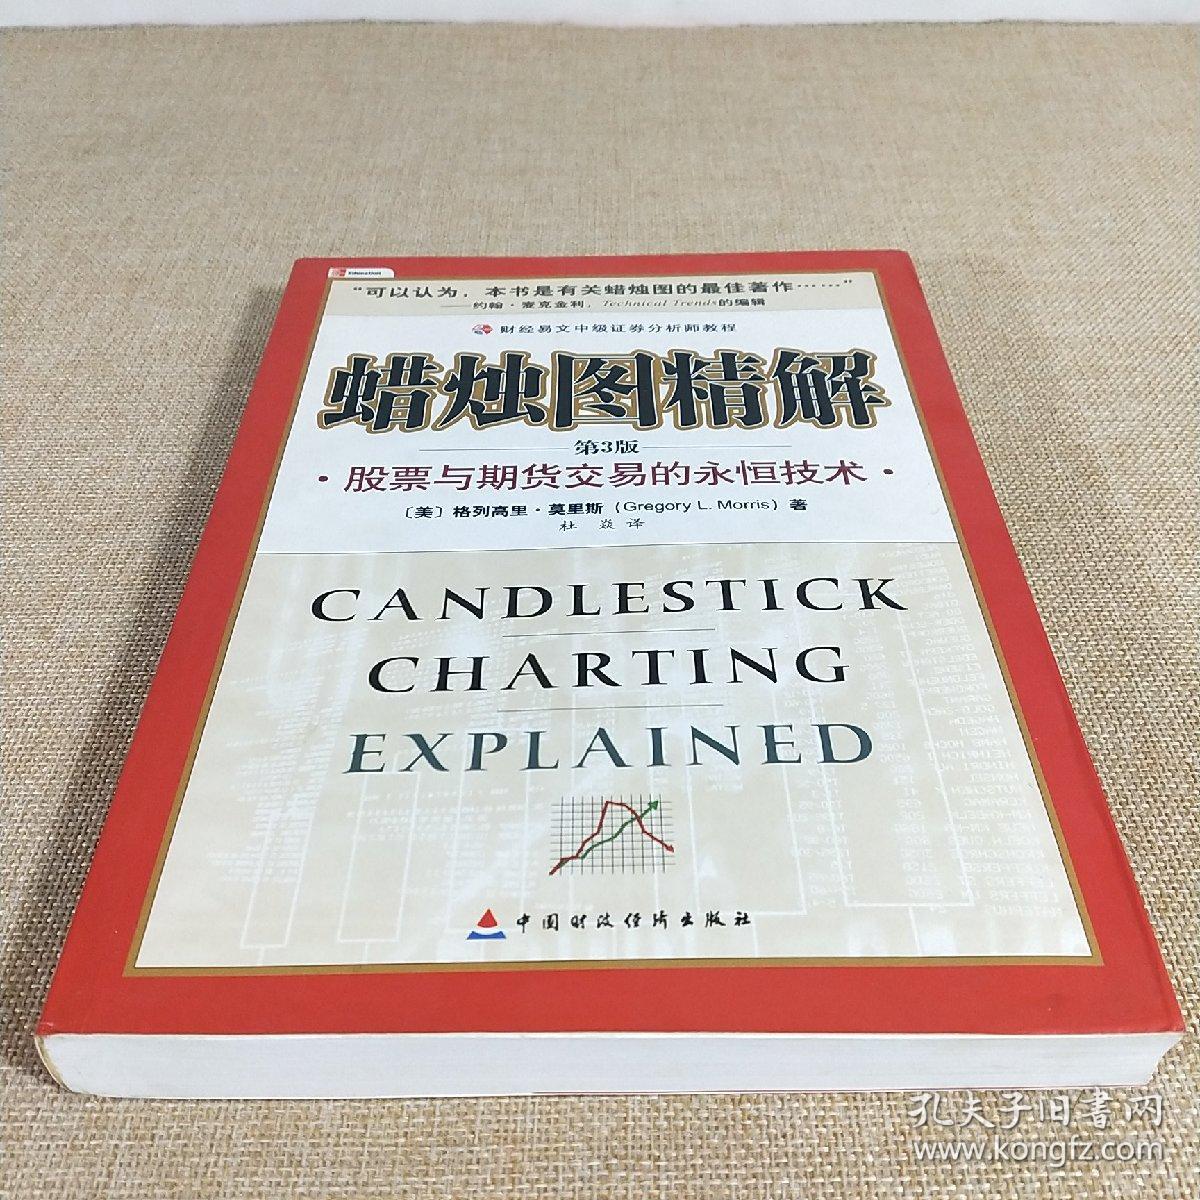 Education
“可以认为，本书是有关蜡烛图的最佳著作……”
——约翰·麦克金利，Technical Trends的编辑
财经易文中级证券分析师教程
蜡烛图精解
第3版
·股票与期货交易的永恒技术·
〔美〕格列高里·莫里斯（Gregory L. Morris）著
杜 焱 译
CANDLESTICK
CHARTING
EXPLAINED
中国财政经济出版社
孔夫子旧书网
www.kongfz.com